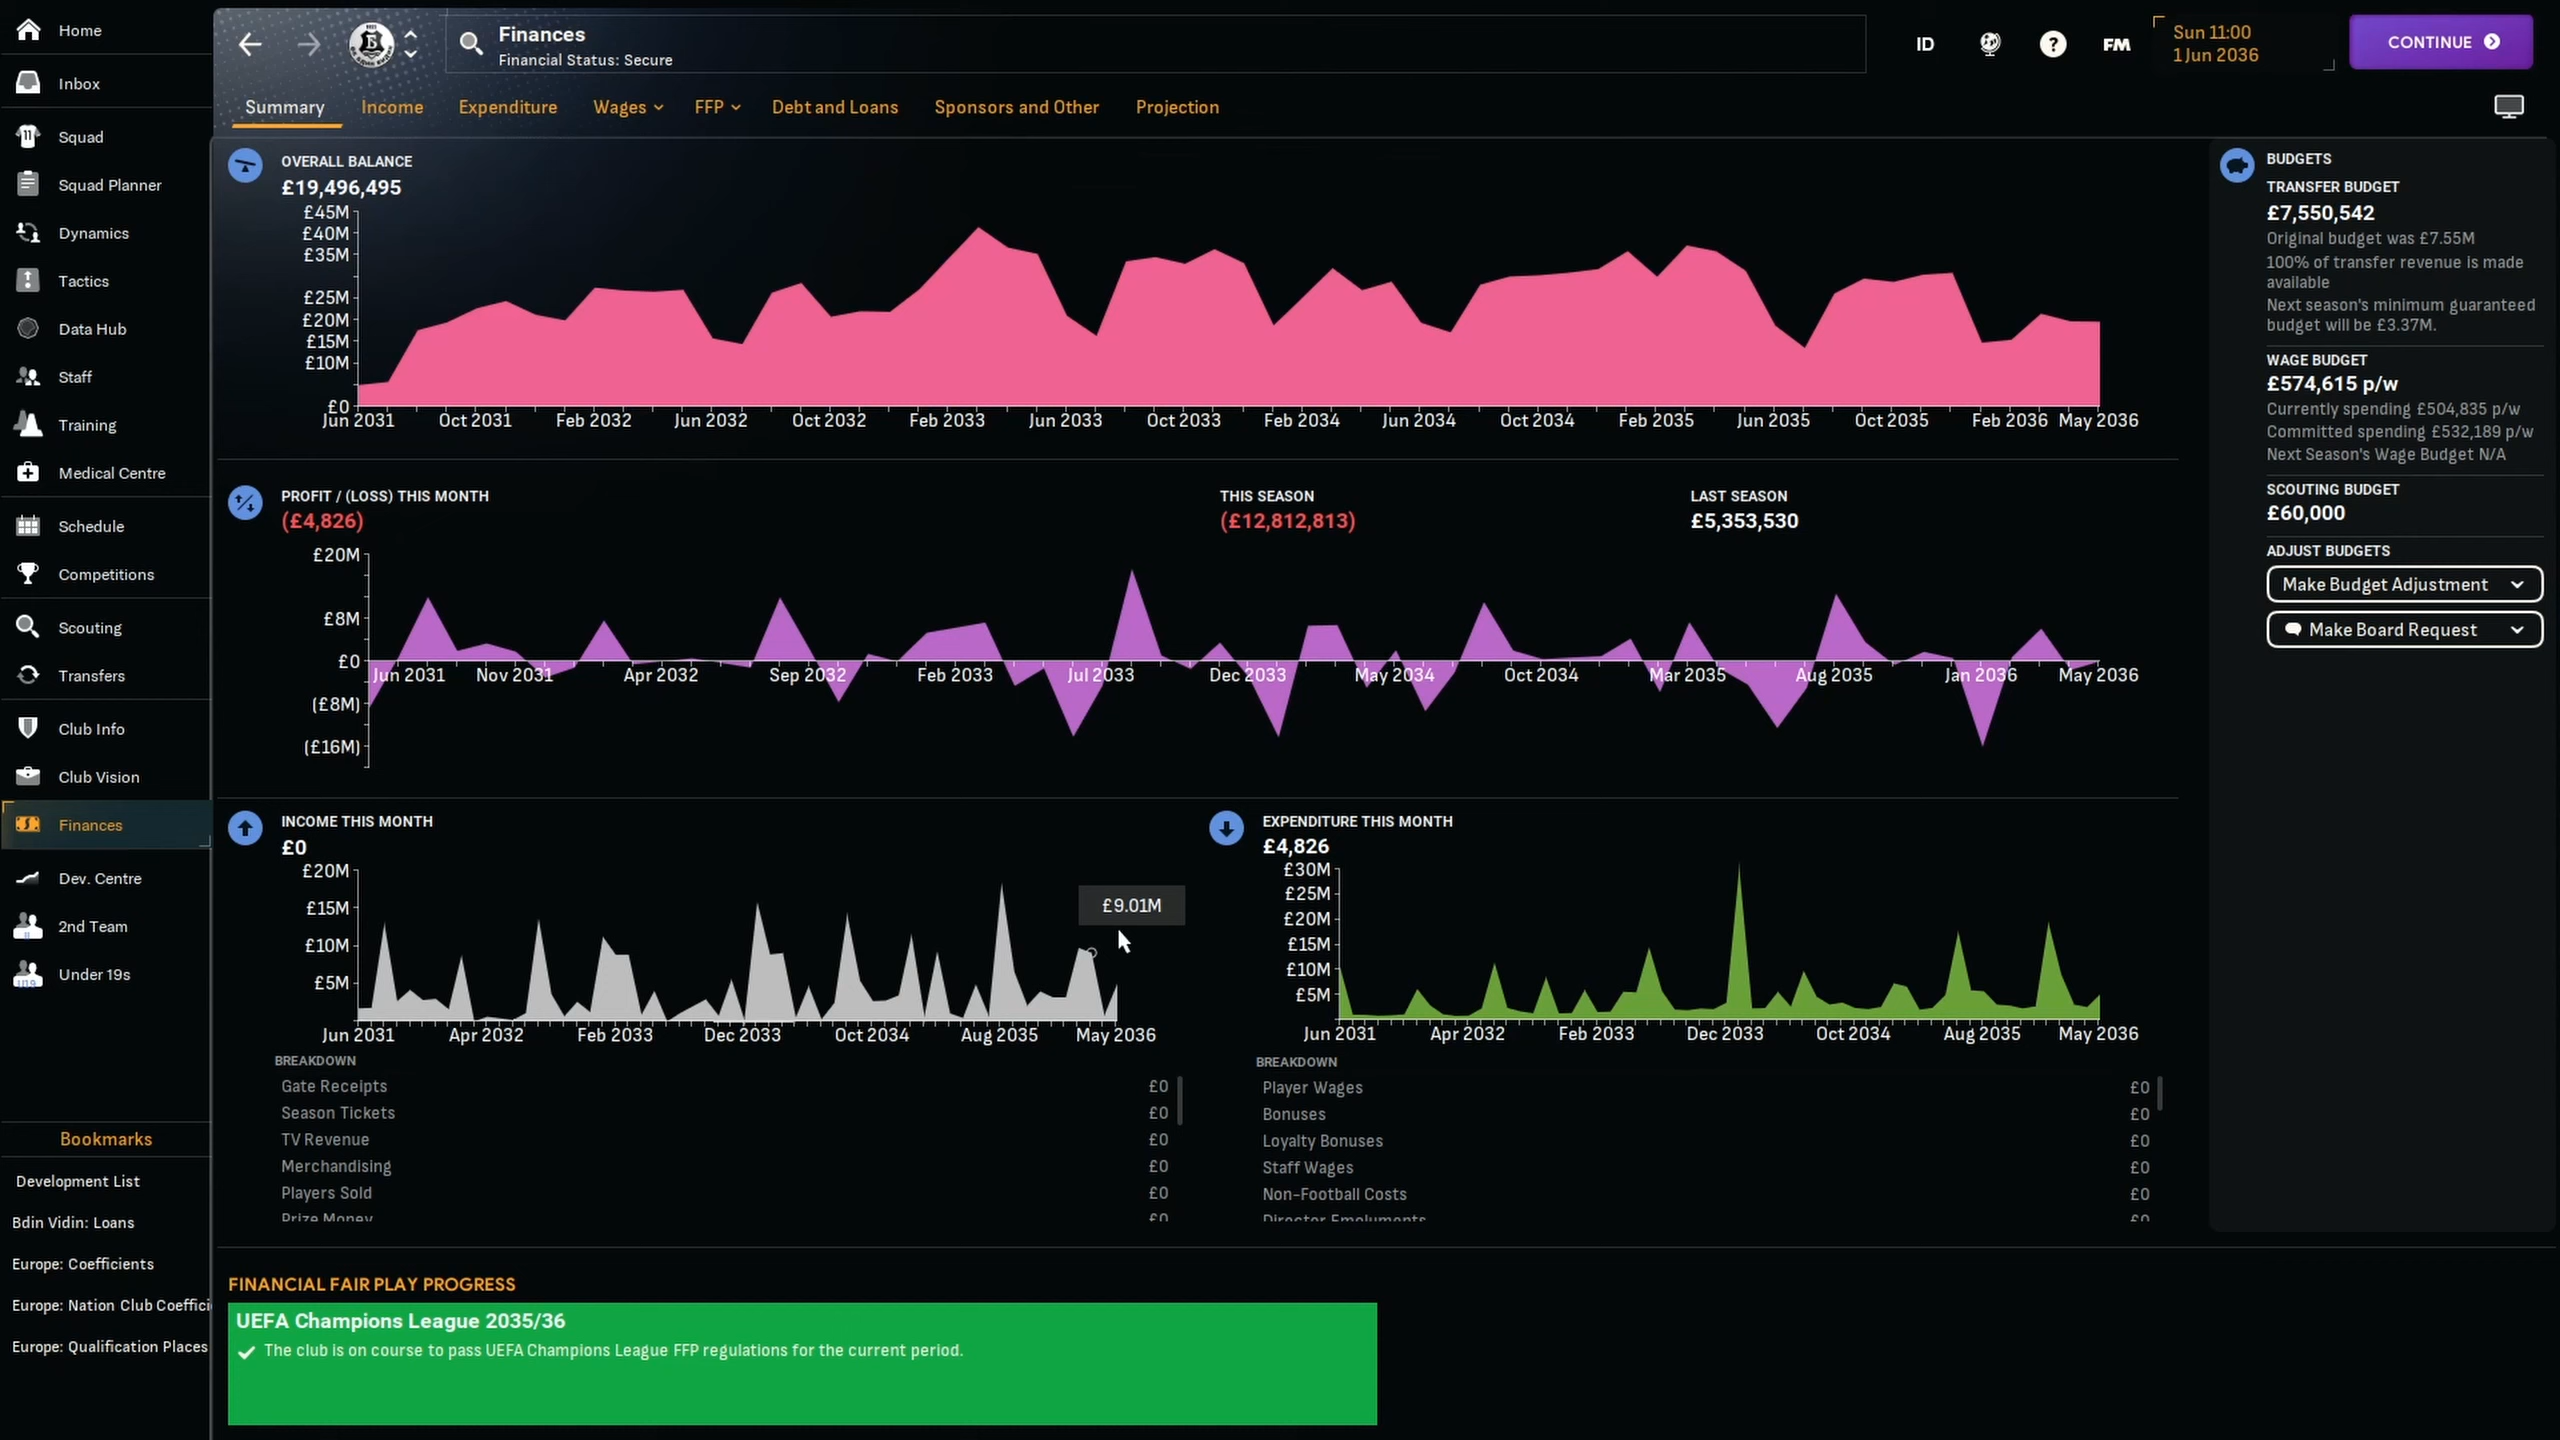 Home
Inbox
Squad
Squad Planner
Dynamics
Tactics
Data Hub
Staff
Training
Medical Centre
Schedule
Competitions
Scouting
Transfers
Club Info
Club Vision
Finances
Dev. Centre
2nd Team
Under 19s
Bookmarks
Development List
Bdin Vidin: Loans
Europe: Coefficients
Europe: Nation Club Coeffici
Europe: Qualification Places
Finances
Financial Status: Secure
ID
?
FM
Sun 11:00
1 Jun 2036
CONTINUE
Summary Income Expenditure Wages FFP Debt and Loans Sponsors and Other Projection
OVERALL BALANCE
£19,496,495
£45M
£40M
£35M
£25M
£20M
£15M
£10M
£0
Jun 2031 Oct 2031 Feb 2032 Jun 2032 Oct 2032 Feb 2033 Jun 2033 Oct 2033 Feb 2034 Jun 2034 Oct 2034 Feb 2035 Jun 2035 Oct 2035 Feb 2036 May 2036
PROFIT / (LOSS) THIS MONTH
(£4,826)
THIS SEASON
(£12,812,813)
LAST SEASON
£5,353,530
£20M
£8M
£0
(£8M)
(£16M)
Jun 2031 Nov 2031 Apr 2032 Sep 2032 Feb 2033 Jul 2033 Dec 2033 May 2034 Oct 2034 Mar 2035 Aug 2035 Jan 2036 May 2036
INCOME THIS MONTH
£0
£20M
£15M
£10M
£5M
£9.01M
Jun 2031 Apr 2032 Feb 2033 Dec 2033 Oct 2034 Aug 2035 May 2036
BREAKDOWN
Gate Receipts £0
Season Tickets £0
TV Revenue £0
Merchandising £0
Players Sold £0
Prize Money £0
EXPENDITURE THIS MONTH
£4,826
£30M
£25M
£20M
£15M
£10M
£5M
Jun 2031 Apr 2032 Feb 2033 Dec 2033 Oct 2034 Aug 2035 May 2036
BREAKDOWN
Player Wages £0
Bonuses £0
Loyalty Bonuses £0
Staff Wages £0
Non-Football Costs £0
Director Emoluments £0
FINANCIAL FAIR PLAY PROGRESS
UEFA Champions League 2035/36
The club is on course to pass UEFA Champions League FFP regulations for the current period.
BUDGETS
TRANSFER BUDGET
£7,550,542
Original budget was £7.55M
100% of transfer revenue is made
available
Next season's minimum guaranteed
budget will be £3.37M.
WAGE BUDGET
£574,615 p/w
Currently spending £504,835 p/w
Committed spending £532,189 p/w
Next Season's Wage Budget N/A
SCOUTING BUDGET
£60,000
ADJUST BUDGETS
Make Budget Adjustment
Make Board Request